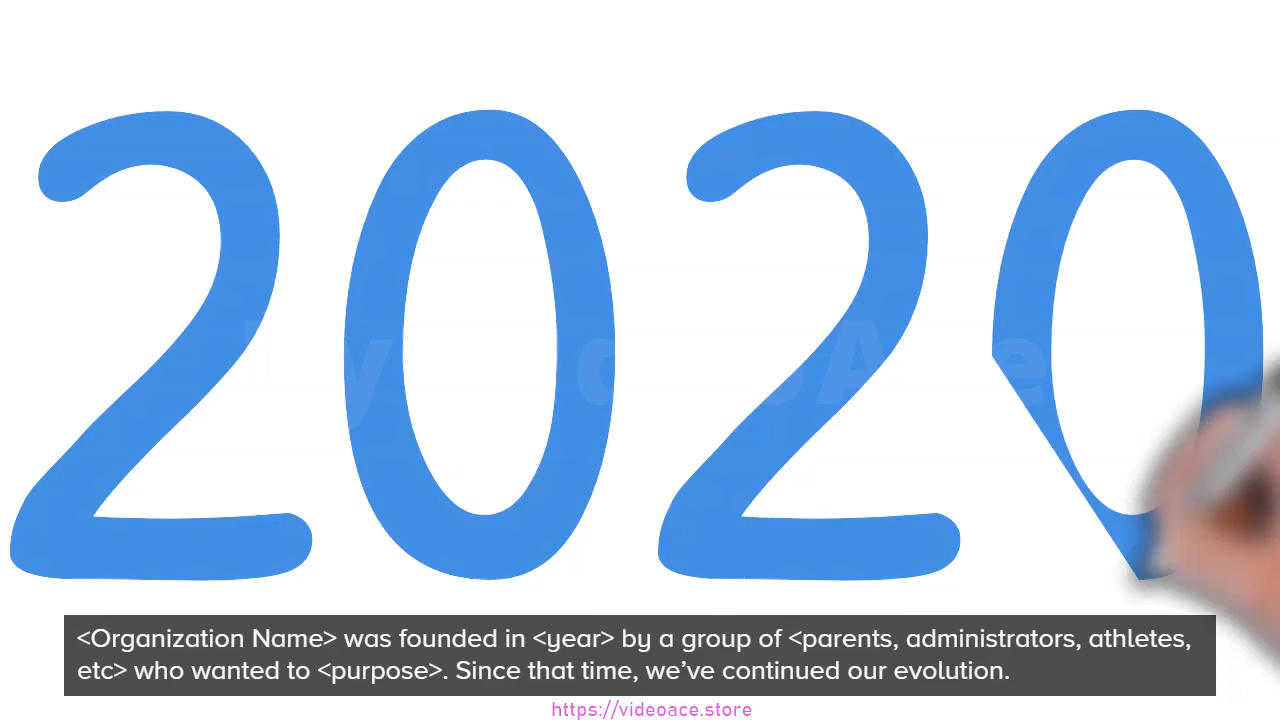 2020
<Organization Name> was founded in <year> by a group of <parents, administrators, athletes,
etc> who wanted to <purpose>. Since that time, we’ve continued our evolution.
https://videoace.store